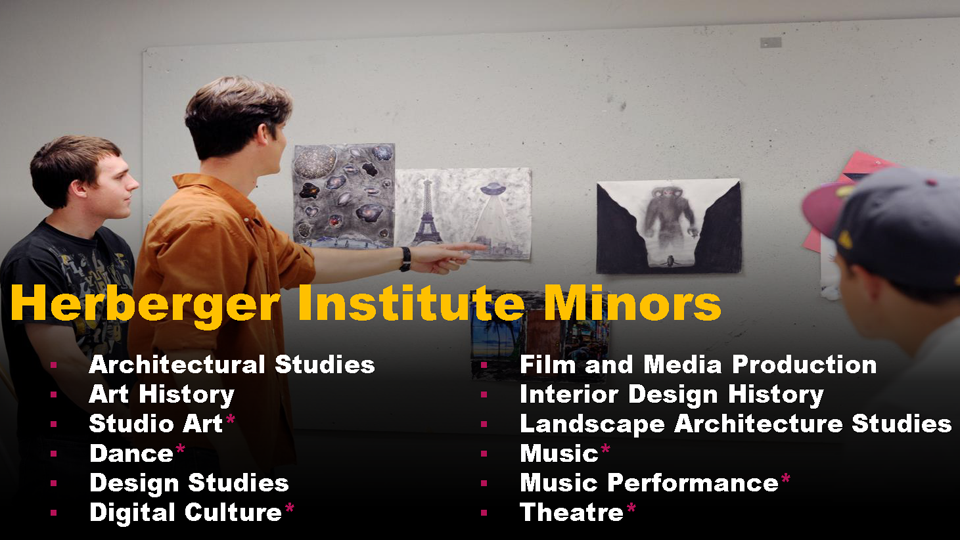 Herberger Institute Minors
▪ Architectural Studies
▪ Art History
▪ Studio Art*
▪ Dance*
▪ Design Studies
▪ Digital Culture*
▪ Film and Media Production
▪ Interior Design History
▪ Landscape Architecture Studies
▪ Music*
▪ Music Performance*
▪ Theatre*